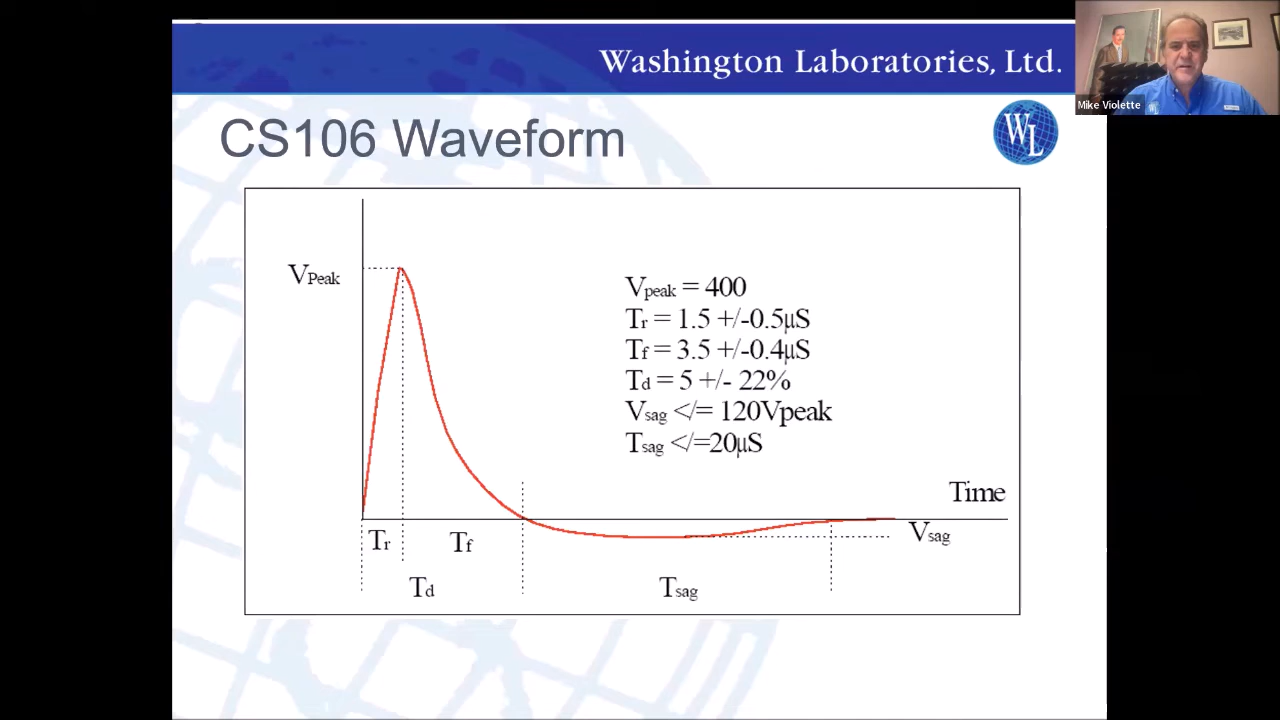 Washington Laboratories, Ltd.
Mike Violette
CS106 Waveform
WL
VPeak
Vpeak = 400
Tr = 1.5 +/-0.5µS
Tf = 3.5 +/-0.4µS
Td = 5 +/- 22%
Vsag </= 120Vpeak
Tsag </=20µS
Time
Tr
Tf
Vsag
Td
Tsag